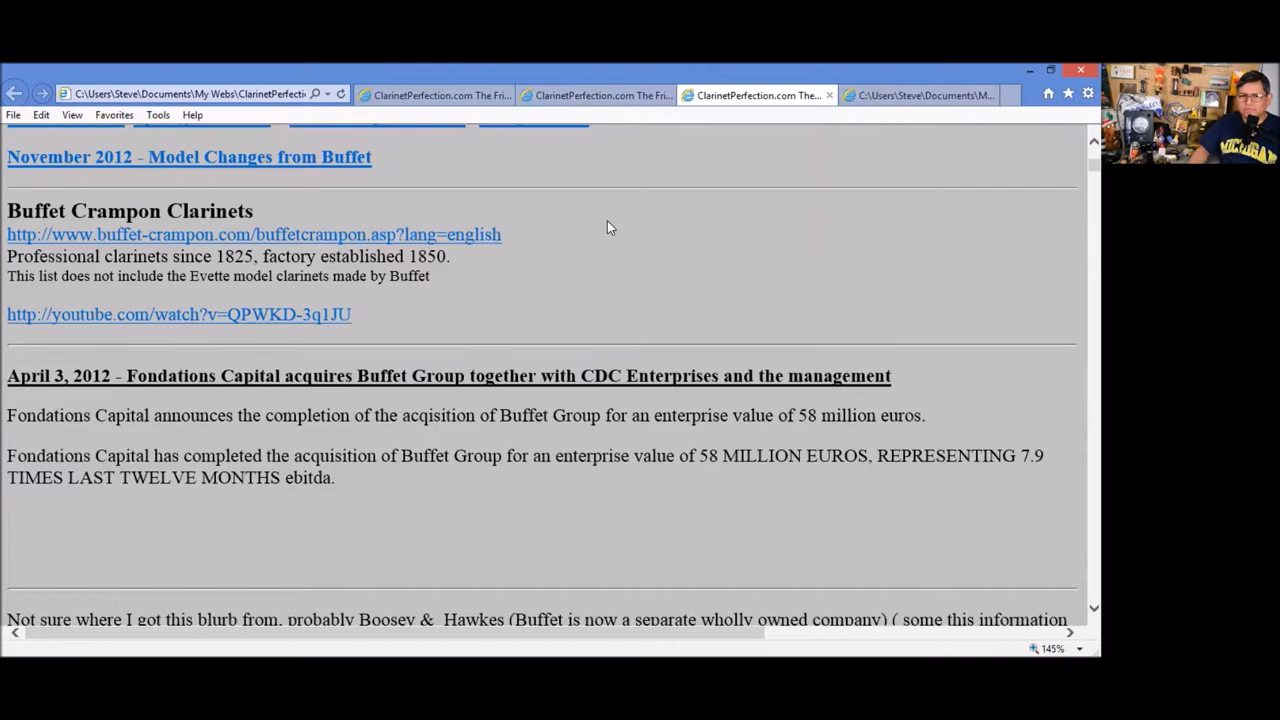 C:\Users\Steve\Documents\My Webs\ClarinetPerfecti
ClarinetPerfection.com The Fri...
ClarinetPerfection.com The Fri...
ClarinetPerfection.com The...
C:\Users\Steve\Documents\M...
File Edit View Favorites Tools Help
November 2012 - Model Changes from Buffet
Buffet Crampon Clarinets
http://www.buffet-crampon.com/buffetcrampon.asp?lang=english
Professional clarinets since 1825, factory established 1850.
This list does not include the Evette model clarinets made by Buffet
http://youtube.com/watch?v=QPWKD-3q1JU
April 3, 2012 - Fondations Capital acquires Buffet Group together with CDC Enterprises and the management
Fondations Capital announces the completion of the acqisition of Buffet Group for an enterprise value of 58 million euros.
Fondations Capital has completed the acquisition of Buffet Group for an enterprise value of 58 MILLION EUROS, REPRESENTING 7.9
TIMES LAST TWELVE MONTHS ebitda.
Not sure where I got this blurb from, probably Boosey & Hawkes (Buffet is now a separate wholly owned company) ( some this information
145%
MICHIGAN